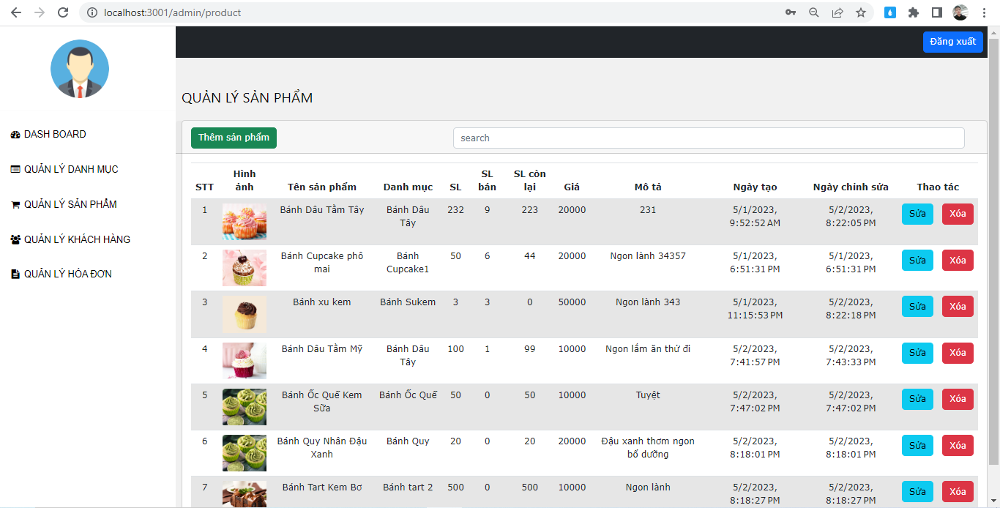 localhost:3001/admin/product
Đăng xuất
DASH BOARD
QUẢN LÝ DANH MỤC
QUẢN LÝ SẢN PHẨM
QUẢN LÝ KHÁCH HÀNG
QUẢN LÝ HÓA ĐƠN
QUẢN LÝ SẢN PHẨM
Thêm sản phẩm
search
STT Hình ảnh Tên sản phẩm Danh mục SL SL bán SL còn lại Giá Mô tả Ngày tạo Ngày chỉnh sửa Thao tác
1 Bánh Dâu Tằm Tây Bánh Dâu 232 9 223 20000 231 5/1/2023, 5/2/2023, Sửa Xóa
Tây 9:52:52 AM 8:22:05 PM
2 Bánh Cupcake phô Bánh 50 6 44 20000 Ngon lành 34357 5/1/2023, 5/1/2023, Sửa Xóa
mai Cupcake1 6:51:31 PM 6:51:31 PM
3 Bánh xu kem Bánh Sukem 3 3 0 50000 Ngon lành 343 5/1/2023, 5/2/2023, Sửa Xóa
11:15:53 PM 8:22:18 PM
4 Bánh Dâu Tằm Mỹ Bánh Dâu 100 1 99 10000 Ngon lắm ăn thử đi 5/2/2023, 5/2/2023, Sửa Xóa
Tây 7:41:57 PM 7:43:33 PM
5 Bánh Ốc Quế Kem Bánh Ốc Quế 50 0 50 10000 Tuyệt 5/2/2023, 5/2/2023, Sửa Xóa
Sữa 7:47:02 PM 7:47:02 PM
6 Bánh Quy Nhân Đậu Bánh Quy 20 0 20 20000 Đậu xanh thơm ngon 5/2/2023, 5/2/2023, Sửa Xóa
Xanh bổ dưỡng 8:18:01 PM 8:18:01 PM
7 Bánh Tart Kem Bơ Bánh tart 2 500 0 500 10000 Ngon lành 5/2/2023, 5/2/2023, Sửa Xóa
8:18:27 PM 8:18:27 PM